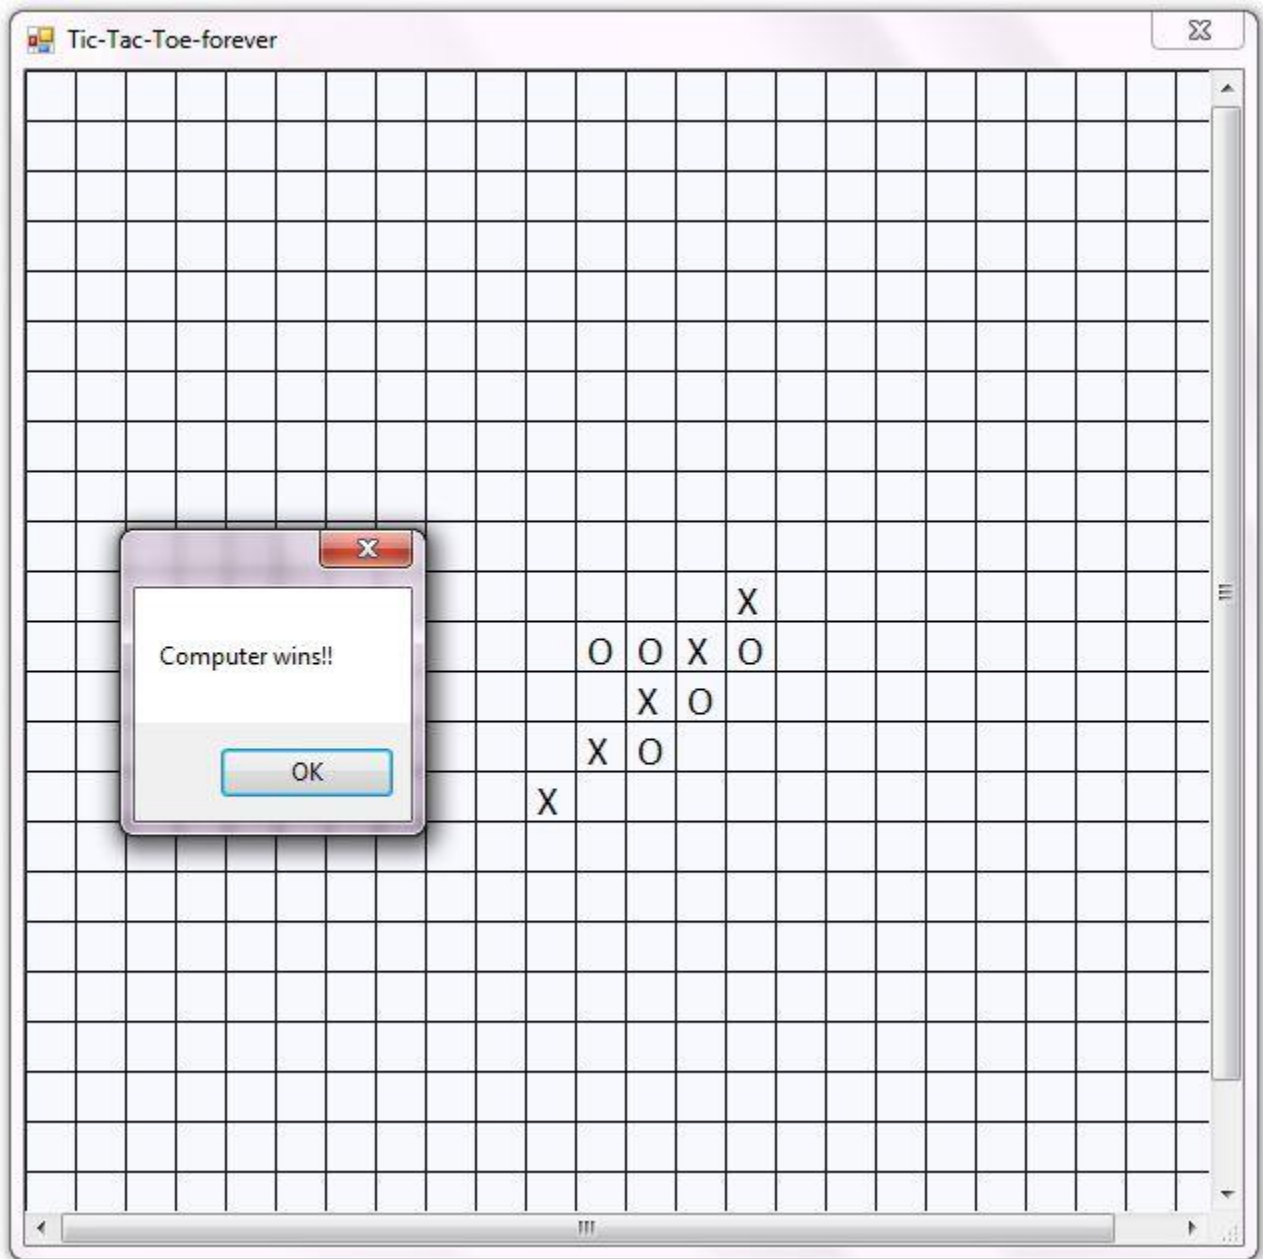 Tic-Tac-Toe-forever
X
O O X O
Computer wins!!
X O
X O
OK
X